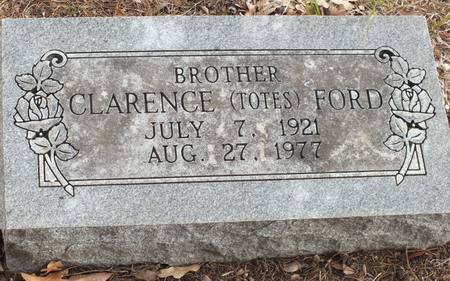 BROTHER
CLARENCE (TOTES) FORD
JULY 7, 1921
AUG. 27, 1977